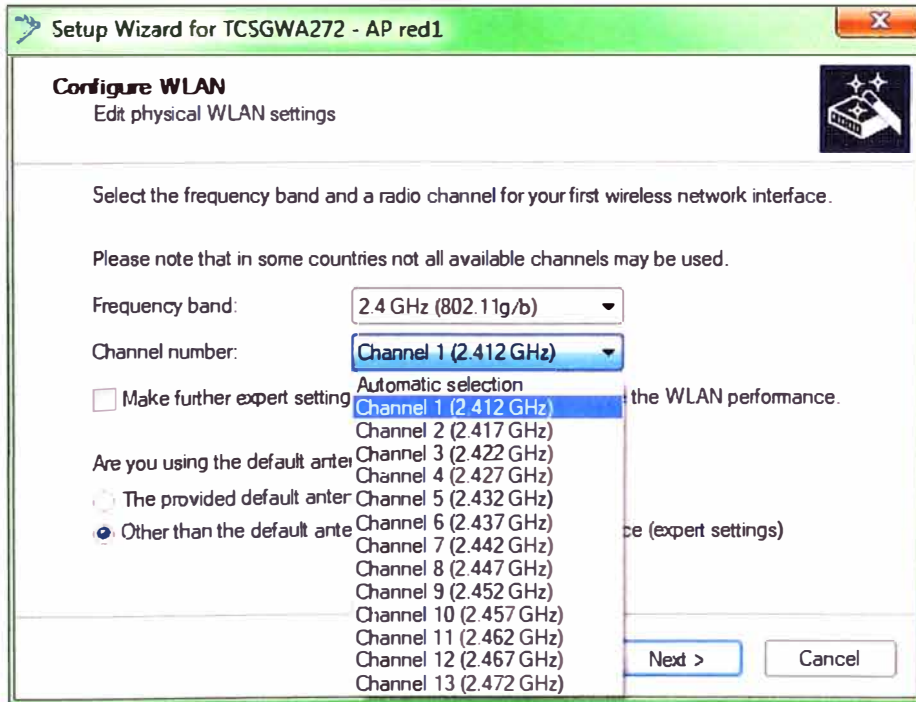 Setup Wizard for TCSGWA272 - AP red1
Configure WLAN
Edit physical WLAN settings
Select the frequency band and a radio channel for your first wireless network interface.
Please note that in some countries not all available channels may be used.
Frequency band: 2.4 GHz (802.11g/b)
Channel number: Channel 1 (2.412 GHz)
Automatic selection
Make further expert setting the WLAN performance.
Channel 1 (2.412 GHz)
Channel 2 (2.417 GHz)
Channel 3 (2.422 GHz)
Are you using the default anter
Channel 4 (2.427 GHz)
The provided default anter Channel 5 (2.432 GHz)
Channel 6 (2.437 GHz)
Other than the default ante ce (expert settings)
Channel 7 (2.442 GHz)
Channel 8 (2.447 GHz)
Channel 9 (2.452 GHz)
Channel 10 (2.457 GHz)
Channel 11 (2.462 GHz)
Channel 12 (2.467 GHz)
Channel 13 (2.472 GHz)
Next >
Cancel